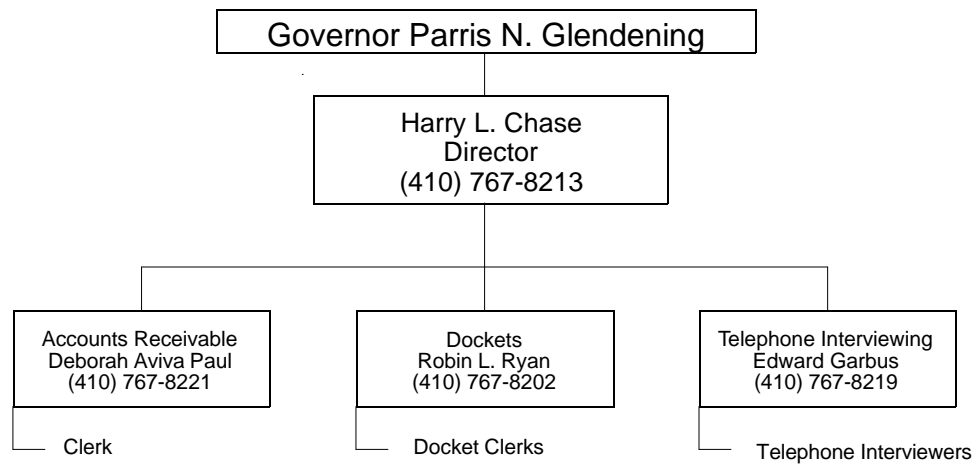 Governor Parris N. Glendening
Harry L. Chase
Director
(410) 767-8213
Accounts Receivable
Deborah Aviva Paul
(410) 767-8221
Dockets
Robin L. Ryan
(410) 767-8202
Telephone Interviewing
Edward Garbus
(410) 767-8219
Clerk
Docket Clerks
Telephone Interviewers